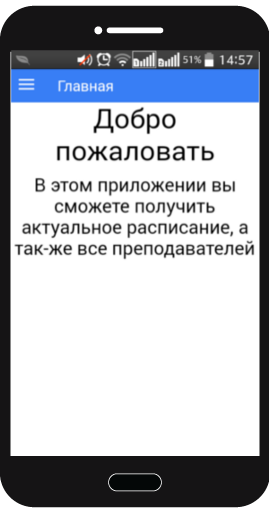 51% 14:57
Главная
Добро
пожаловать
В этом приложении вы
сможете получить
актуальное расписание, а
так-же все преподавателей